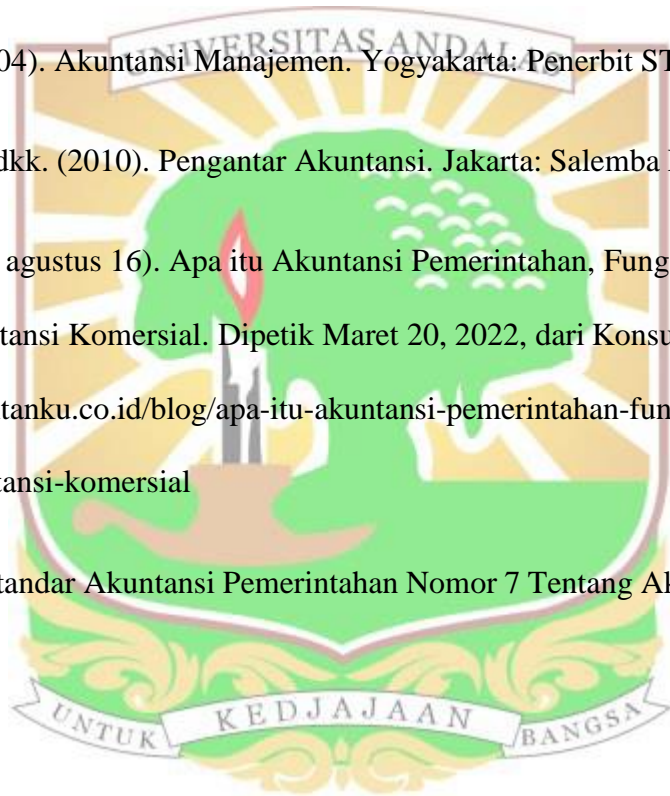 UNIVERSITAS ANDALAS
04). Akuntansi Manajemen. Yogyakarta: Penerbit ST
dkk. (2010). Pengantar Akuntansi. Jakarta: Salemba
agustus 16). Apa itu Akuntansi Pemerintahan, Fung
tansi Komersial. Dipetik Maret 20, 2022, dari Konsu
ltanku.co.id/blog/apa-itu-akuntansi-pemerintahan-fun
tansi-komersial
tandar Akuntansi Pemerintahan Nomor 7 Tentang Ak
UNTUK KEDJAJAAN BANGSA